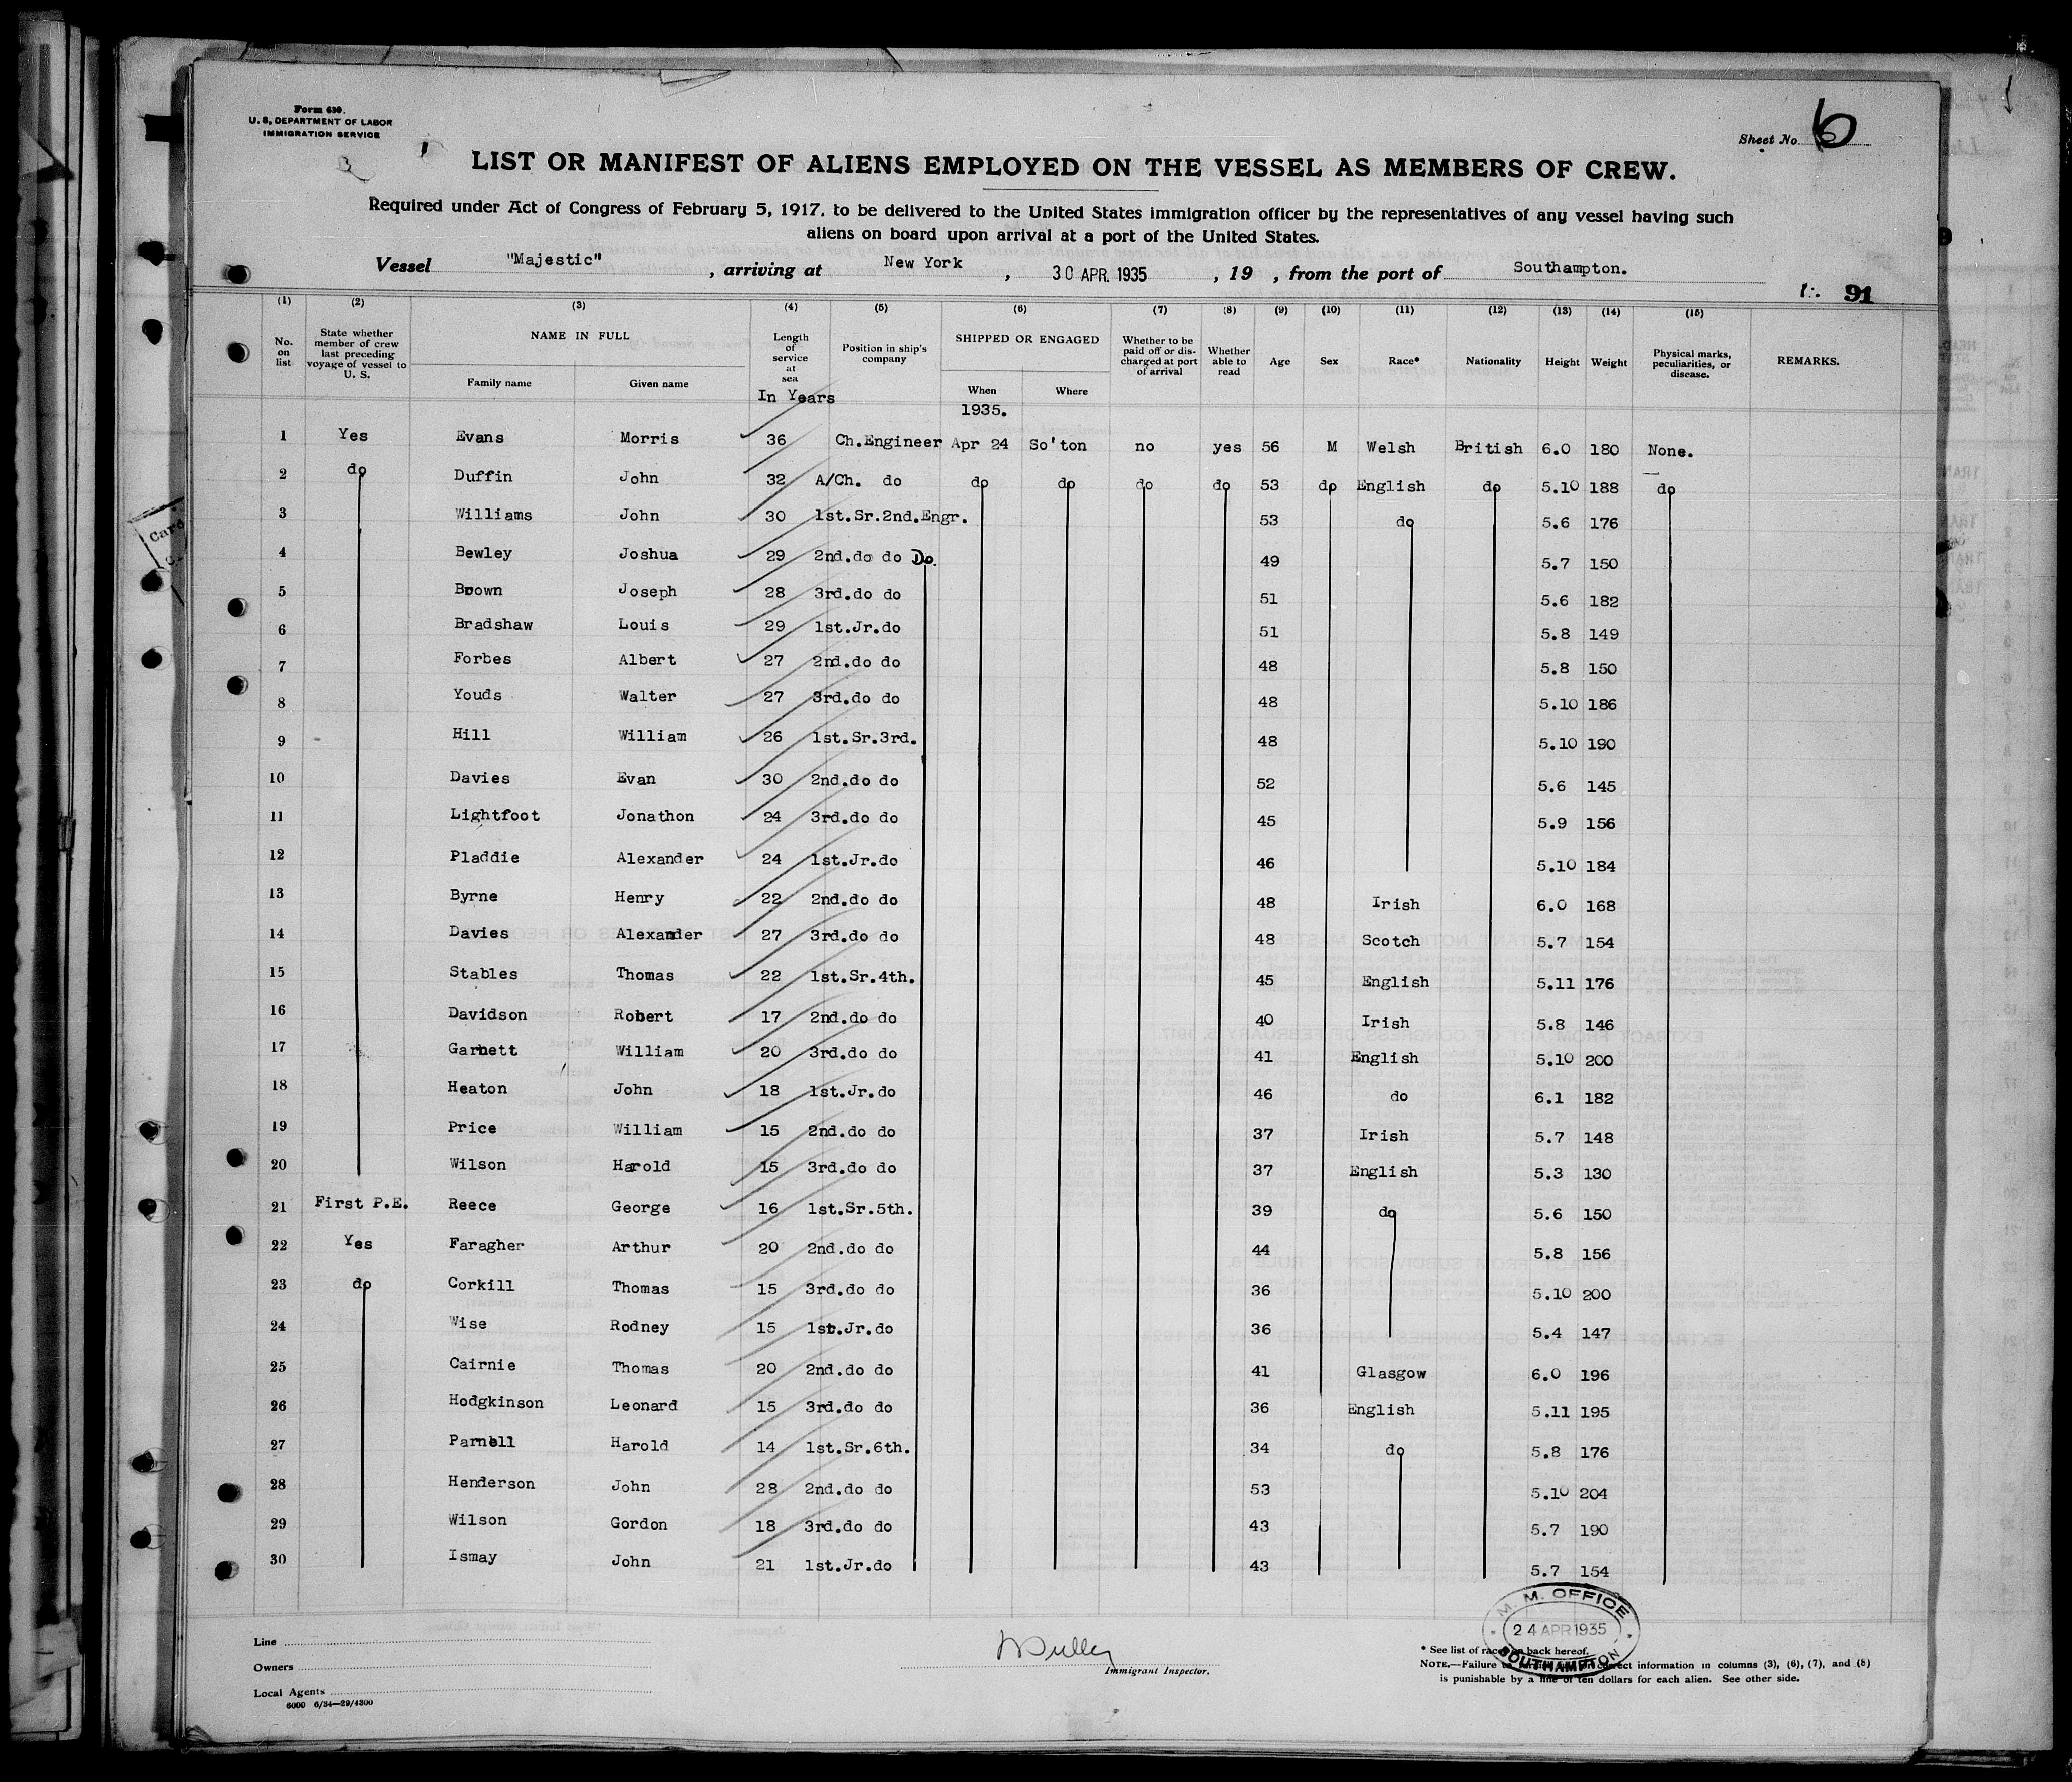 Form 630.
U. S. DEPARTMENT OF LABOR
IMMIGRATION SERVICE
Sheet No. 6
LIST OR MANIFEST OF ALIENS EMPLOYED ON THE VESSEL AS MEMBERS OF CREW.
Required under Act of Congress of February 5, 1917, to be delivered to the United States immigration officer by the representatives of any vessel having such
aliens on board upon arrival at a port of the United States.
Vessel "Majestic" , arriving at New York , 30 APR. 1935 , 19 , from the port of Southampton.
91
(1) (2) (3) (4) (5) (6) (7) (8) (9) (10) (11) (12) (13) (14) (15)
No. on list State whether member of crew last preceding voyage of vessel to U. S. NAME IN FULL Family name Given name Length of service at sea Position in ship's company SHIPPED OR ENGAGED When Where Whether to be paid off or discharged at port of arrival Whether able to read Age Sex Race* Nationality Height Weight Physical marks, peculiarities, or disease. REMARKS.
In Years 1935.
1 Yes Evans Morris 36 Ch.Engineer Apr 24 So'ton no yes 56 M Welsh British 6.0 180 None.
2 do Duffin John 32 A/Ch. do do do do do 53 do English do 5.10 188 do
3 Williams John 30 1st.Sr.2nd.Engr. 53 do 5.6 176
4 Bewley Joshua 29 2nd.do do Do. 49 5.7 150
5 Brown Joseph 28 3rd.do do 51 5.6 182
6 Bradshaw Louis 29 1st.Jr.do 51 5.8 149
7 Forbes Albert 27 2nd.do do 48 5.8 150
8 Youds Walter 27 3rd.do do 48 5.10 186
9 Hill William 26 1st.Sr.3rd. 48 5.10 190
10 Davies Evan 30 2nd.do do 52 5.6 145
11 Lightfoot Jonathon 24 3rd.do do 45 5.9 156
12 Pladdie Alexander 24 1st.Jr.do 46 5.10 184
13 Byrne Henry 22 2nd.do do 48 Irish 6.0 168
14 Davies Alexander 27 3rd.do do 48 Scotch 5.7 154
15 Stables Thomas 22 1st.Sr.4th. 45 English 5.11 176
16 Davidson Robert 17 2nd.do do 40 Irish 5.8 146
17 Garnett William 20 3rd.do do 41 English 5.10 200
18 Heaton John 18 1st.Jr.do 46 do 6.1 182
19 Price William 15 2nd.do do 37 Irish 5.7 148
20 Wilson Harold 15 3rd.do do 37 English 5.3 130
21 First P.E. Reece George 16 1st.Sr.5th. 39 do 5.6 150
22 Yes Faragher Arthur 20 2nd.do do 44 5.8 156
23 do Corkill Thomas 15 3rd.do do 36 5.10 200
24 Wise Rodney 15 1st.Jr.do 36 5.4 147
25 Cairnie Thomas 20 2nd.do do 41 Glasgow 6.0 196
26 Hodgkinson Leonard 15 3rd.do do 36 English 5.11 195
27 Parnell Harold 14 1st.Sr.6th. 34 do 5.8 176
28 Henderson John 28 2nd.do do 53 5.10 204
29 Wilson Gordon 18 3rd.do do 43 5.7 190
30 Ismay John 21 1st.Jr.do 43 5.7 154
M. M. OFFICE
24 APR 1935
SOUTHAMPTON
Line
Owners
Local Agents
6000 6/34—29/4300
Immigrant Inspector.
* See list of races on back hereof.
NOTE.—Failure to correct information in columns (3), (6), (7), and (8)
is punishable by a fine of ten dollars for each alien. See other side.